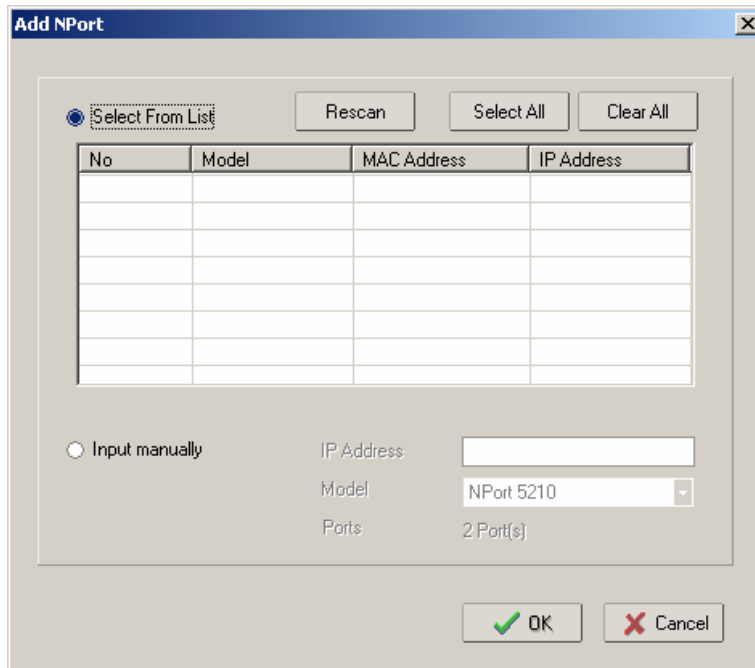 Add NPort
Select From List Rescan Select All Clear All
No Model MAC Address IP Address
Input manually IP Address
Model NPort 5210
Ports 2 Port(s)
OK Cancel